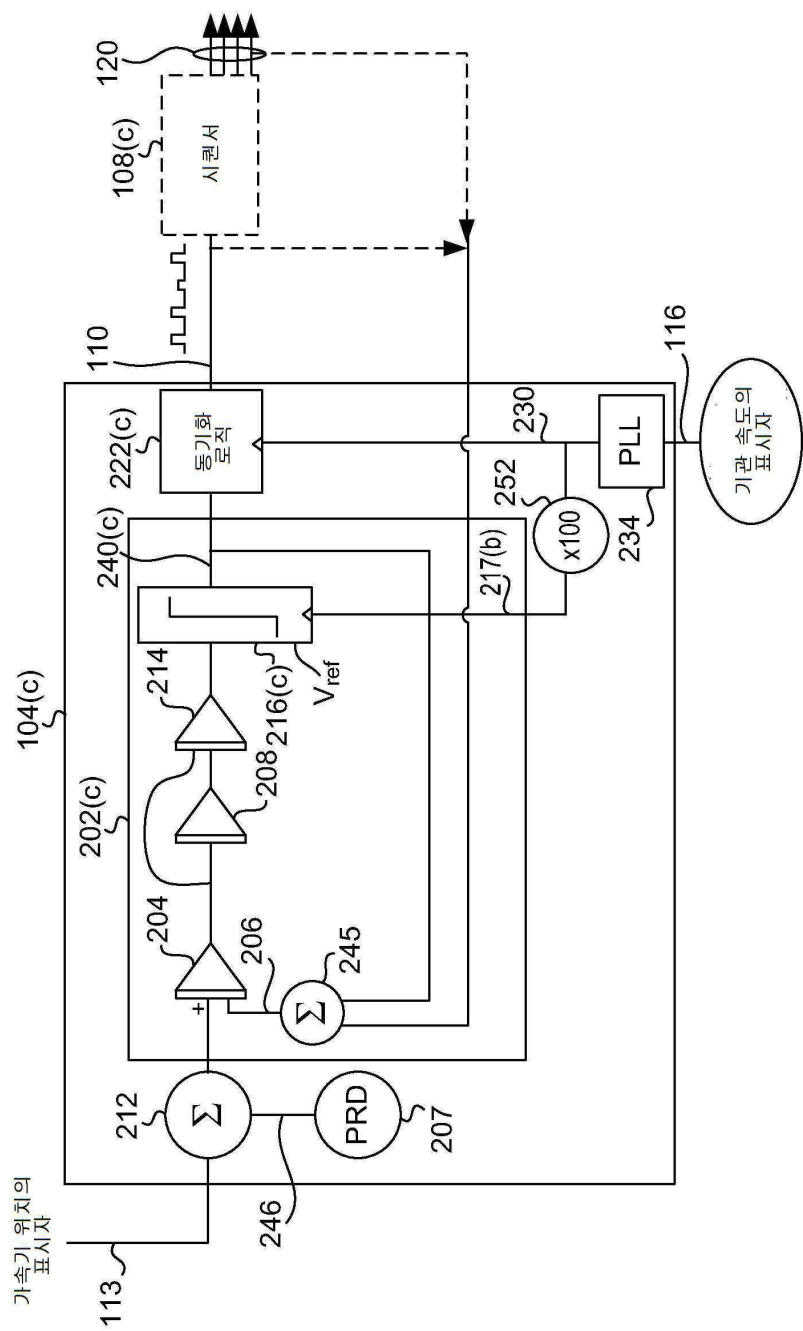 가속기 위치의
표시자
113
104(c)
202(c)
212
Σ
246
PRD
207
+
204
206
Σ
245
208
214
216(c)
Vref
240(c)
217(b)
222(c)
동기화
로직
110
108(c)
시퀀서
120
252
x100
230
PLL
234
116
기관 속도의
표시자